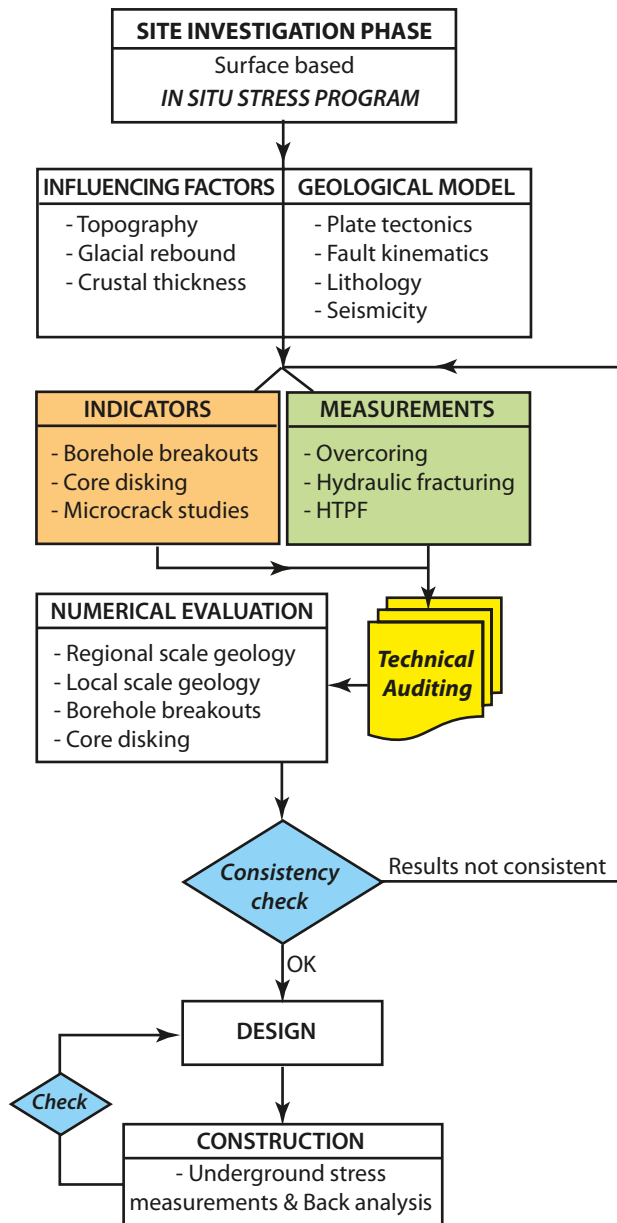 SITE INVESTIGATION PHASE
Surface based
IN SITU STRESS PROGRAM
INFLUENCING FACTORS
- Topography
- Glacial rebound
- Crustal thickness
GEOLOGICAL MODEL
- Plate tectonics
- Fault kinematics
- Lithology
- Seismicity
INDICATORS
- Borehole breakouts
- Core disking
- Microcrack studies
MEASUREMENTS
- Overcoring
- Hydraulic fracturing
- HTPF
Technical
Auditing
NUMERICAL EVALUATION
- Regional scale geology
- Local scale geology
- Borehole breakouts
- Core disking
Consistency
check
Results not consistent
OK
DESIGN
Check
CONSTRUCTION
- Underground stress
measurements & Back analysis